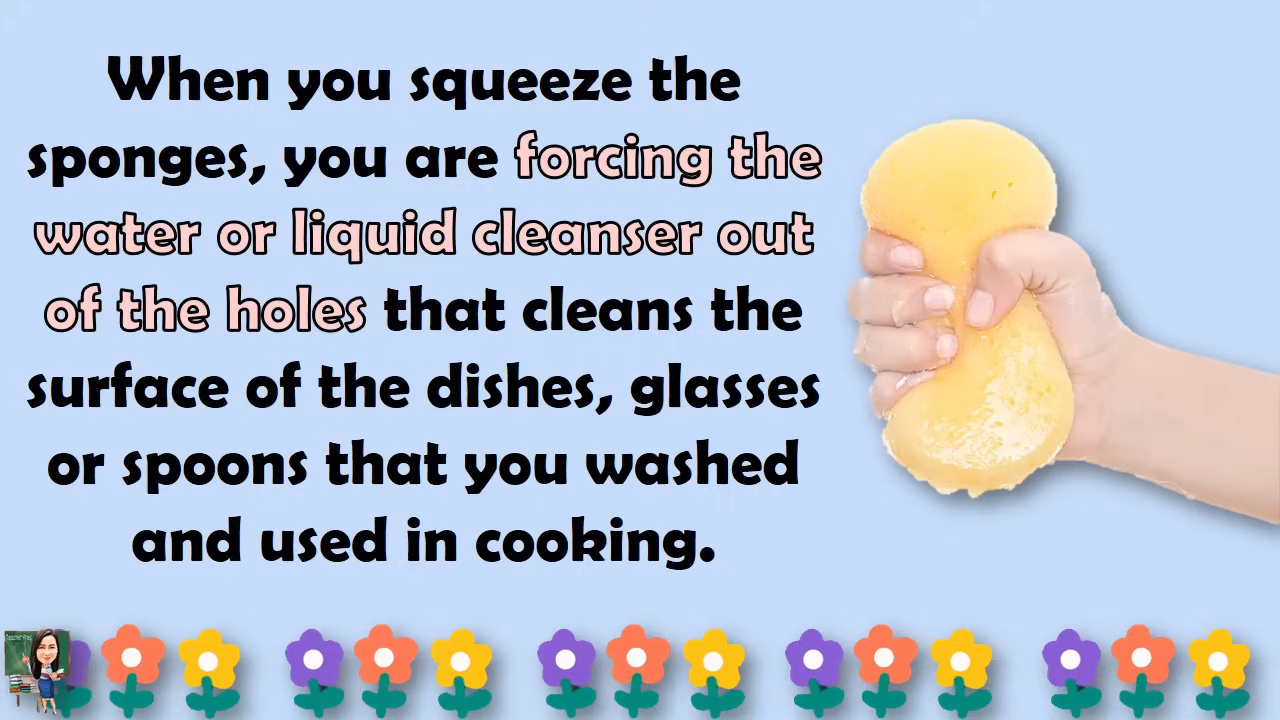 When you squeeze the
sponges, you are forcing the
water or liquid cleanser out
of the holes that cleans the
surface of the dishes, glasses
or spoons that you washed
and used in cooking.